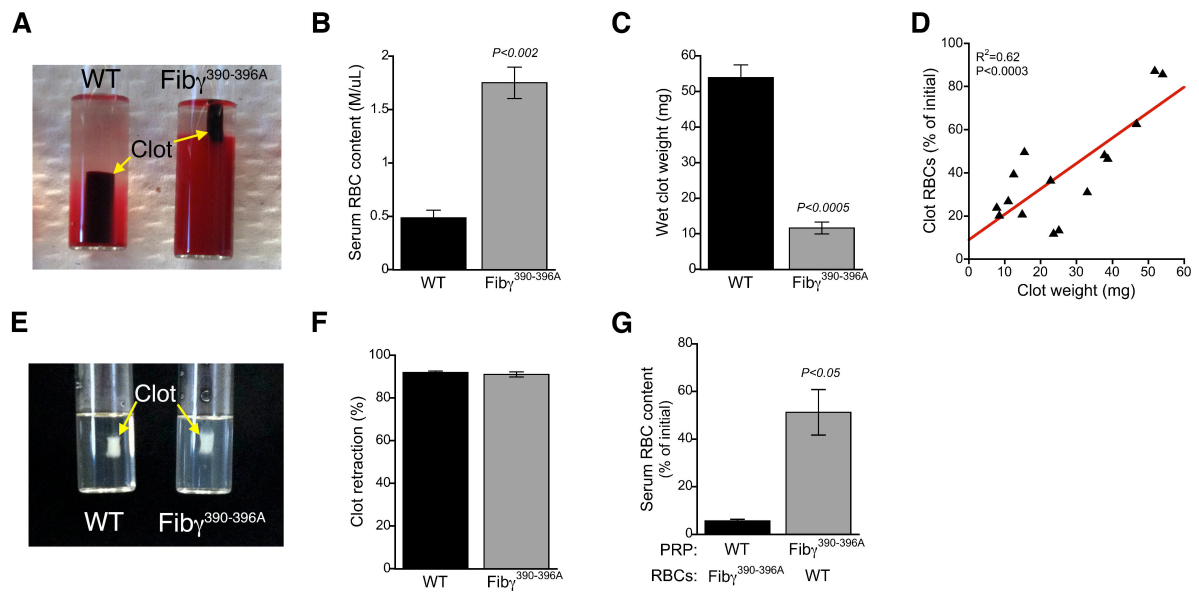 A
WT
Fibγ390-396A
Clot
B
P<0.002
Serum RBC content (M/uL)
2
1.5
1
0.5
0
WT
Fibγ390-396A
C
P<0.0005
Wet clot weight (mg)
60
50
40
30
20
10
0
WT
Fibγ390-396A
D
R2=0.62
P<0.0003
Clot RBCs (% of initial)
100
80
60
40
20
0
0
10
20
30
40
50
60
Clot weight (mg)
E
Clot
WT
Fibγ390-396A
F
Clot retraction (%)
100
80
60
40
20
0
WT
Fibγ390-396A
G
P<0.05
Serum RBC content
(% of initial)
80
60
40
20
0
PRP: WT Fibγ390-396A
RBCs: Fibγ390-396A WT